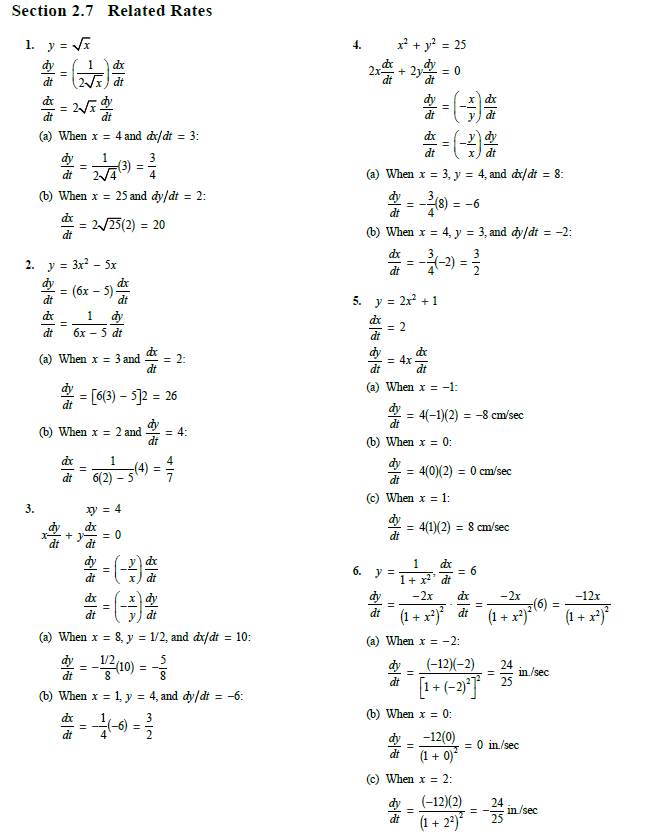 Section 2.7 Related Rates
1. y = √x
dy/dt = (1/(2√x)) dx/dt
dx/dt = 2√x dy/dt
(a) When x = 4 and dx/dt = 3:
dy/dt = 1/(2√4) (3) = 3/4
(b) When x = 25 and dy/dt = 2:
dx/dt = 2√25(2) = 20
2. y = 3x² − 5x
dy/dt = (6x − 5) dx/dt
dx/dt = 1/(6x − 5) dy/dt
(a) When x = 3 and dx/dt = 2:
dy/dt = [6(3) − 5]2 = 26
(b) When x = 2 and dy/dt = 4:
dx/dt = 1/(6(2) − 5) (4) = 4/7
3. xy = 4
x dy/dt + y dx/dt = 0
dy/dt = (−y/x) dx/dt
dx/dt = (−x/y) dy/dt
(a) When x = 8, y = 1/2, and dx/dt = 10:
dy/dt = −(1/2)/8 (10) = −5/8
(b) When x = 1, y = 4, and dy/dt = −6:
dx/dt = −1/4 (−6) = 3/2
4. x² + y² = 25
2x dx/dt + 2y dy/dt = 0
dy/dt = (−x/y) dx/dt
dx/dt = (−y/x) dy/dt
(a) When x = 3, y = 4, and dx/dt = 8:
dy/dt = −3/4 (8) = −6
(b) When x = 4, y = 3, and dy/dt = −2:
dx/dt = −3/4 (−2) = 3/2
5. y = 2x² + 1
dx/dt = 2
dy/dt = 4x dx/dt
(a) When x = −1:
dy/dt = 4(−1)(2) = −8 cm/sec
(b) When x = 0:
dy/dt = 4(0)(2) = 0 cm/sec
(c) When x = 1:
dy/dt = 4(1)(2) = 8 cm/sec
6. y = 1/(1 + x²), dx/dt = 6
dy/dt = −2x/(1 + x²)² · dx/dt = −2x/(1 + x²)² (6) = −12x/(1 + x²)²
(a) When x = −2:
dy/dt = (−12)(−2)/[1 + (−2)²]² = 24/25 in./sec
(b) When x = 0:
dy/dt = −12(0)/(1 + 0)² = 0 in./sec
(c) When x = 2:
dy/dt = (−12)(2)/(1 + 2²)² = −24/25 in./sec